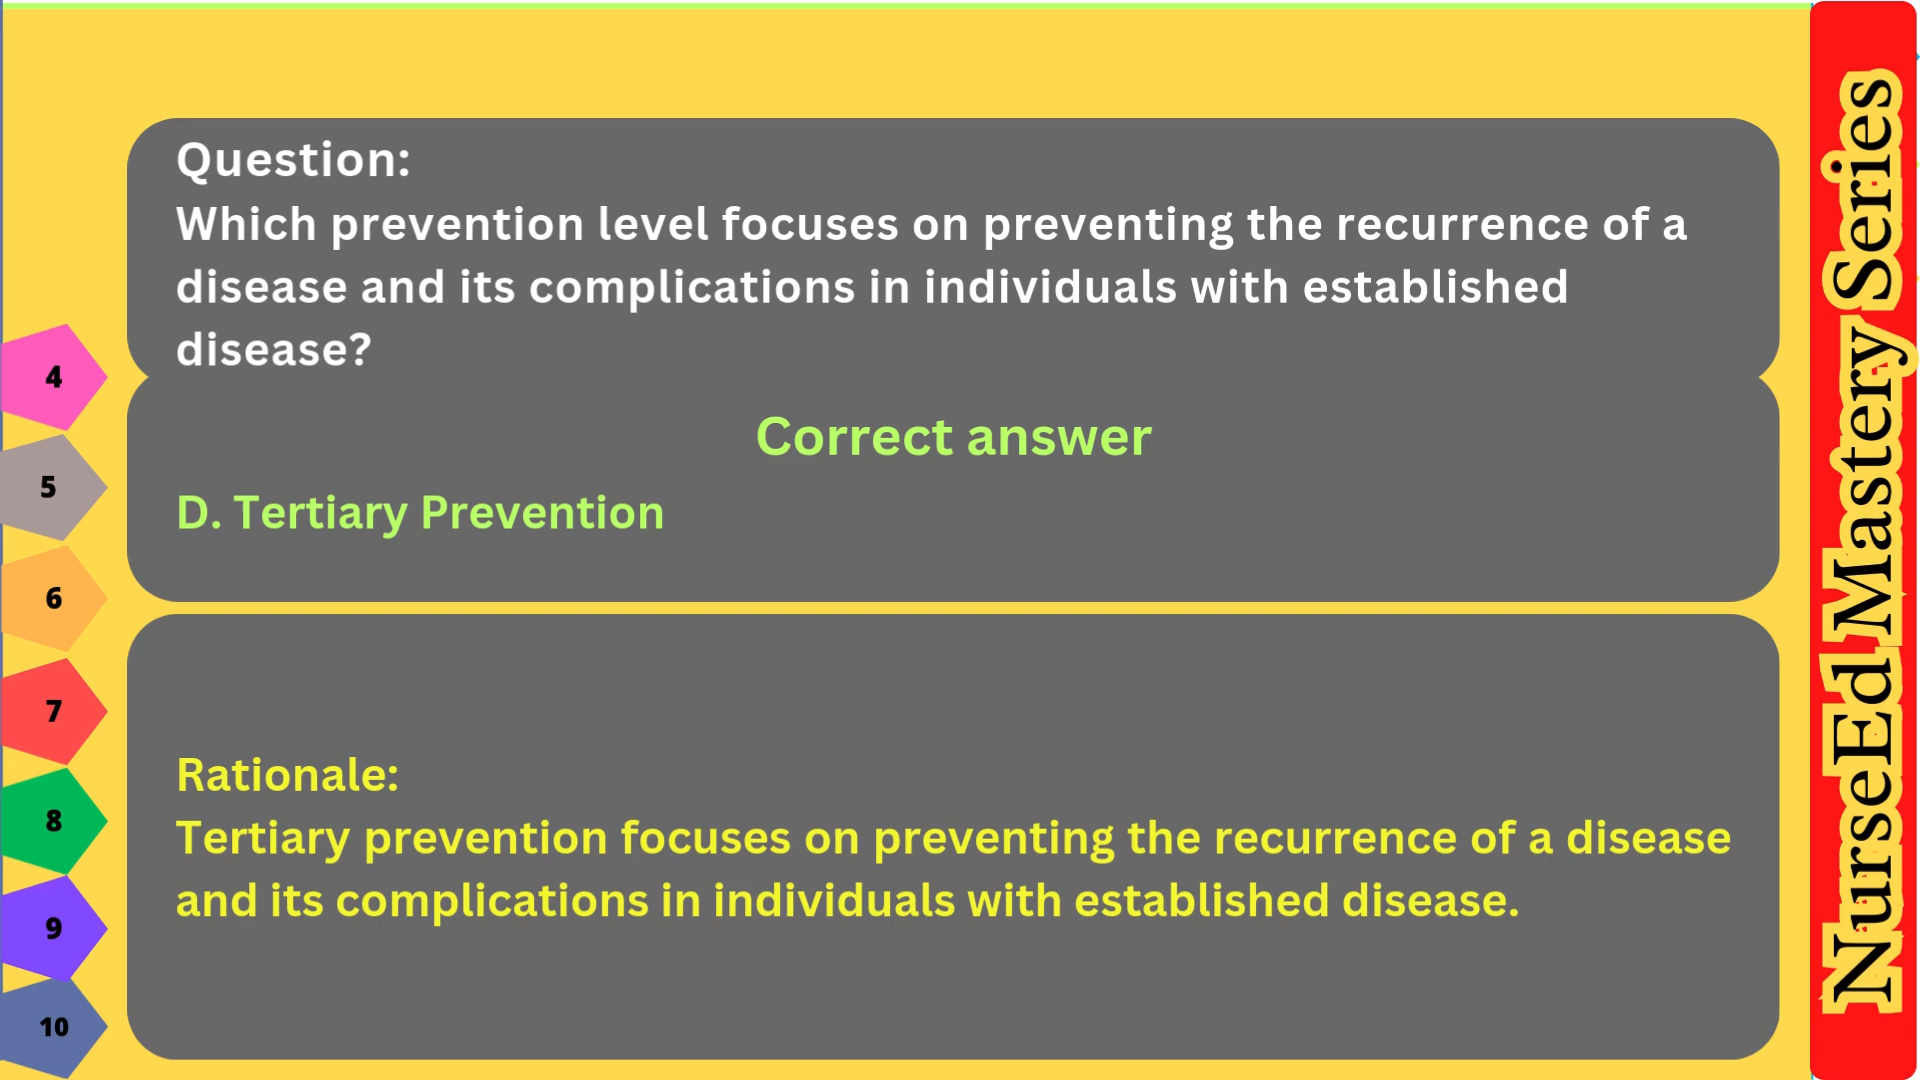 Question:
Which prevention level focuses on preventing the recurrence of a
disease and its complications in individuals with established
disease?
Correct answer
D. Tertiary Prevention
Rationale:
Tertiary prevention focuses on preventing the recurrence of a disease
and its complications in individuals with established disease.
4
5
6
7
8
9
10
NurseEd Mastery Series